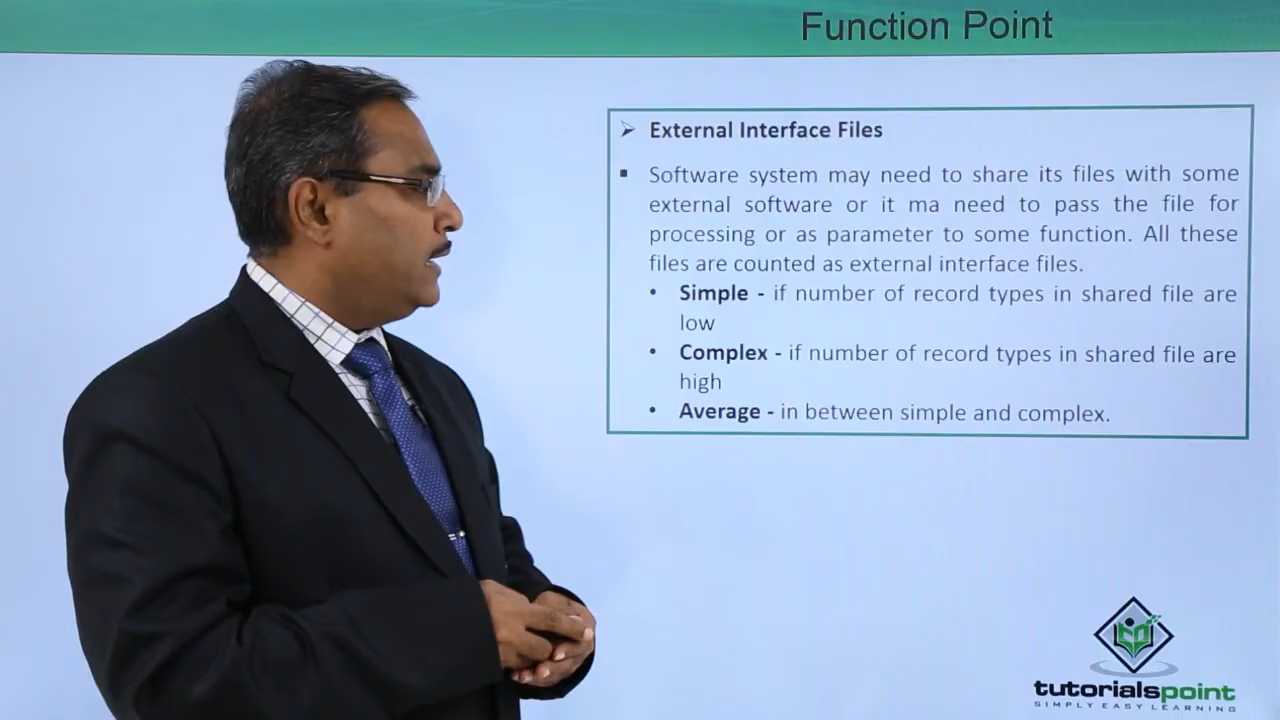 Function Point
➢ External Interface Files
▪ Software system may need to share its files with some
external software or it ma need to pass the file for
processing or as parameter to some function. All these
files are counted as external interface files.
• Simple - if number of record types in shared file are
low
• Complex - if number of record types in shared file are
high
• Average - in between simple and complex.
tutorialspoint
SIMPLY EASY LEARNING